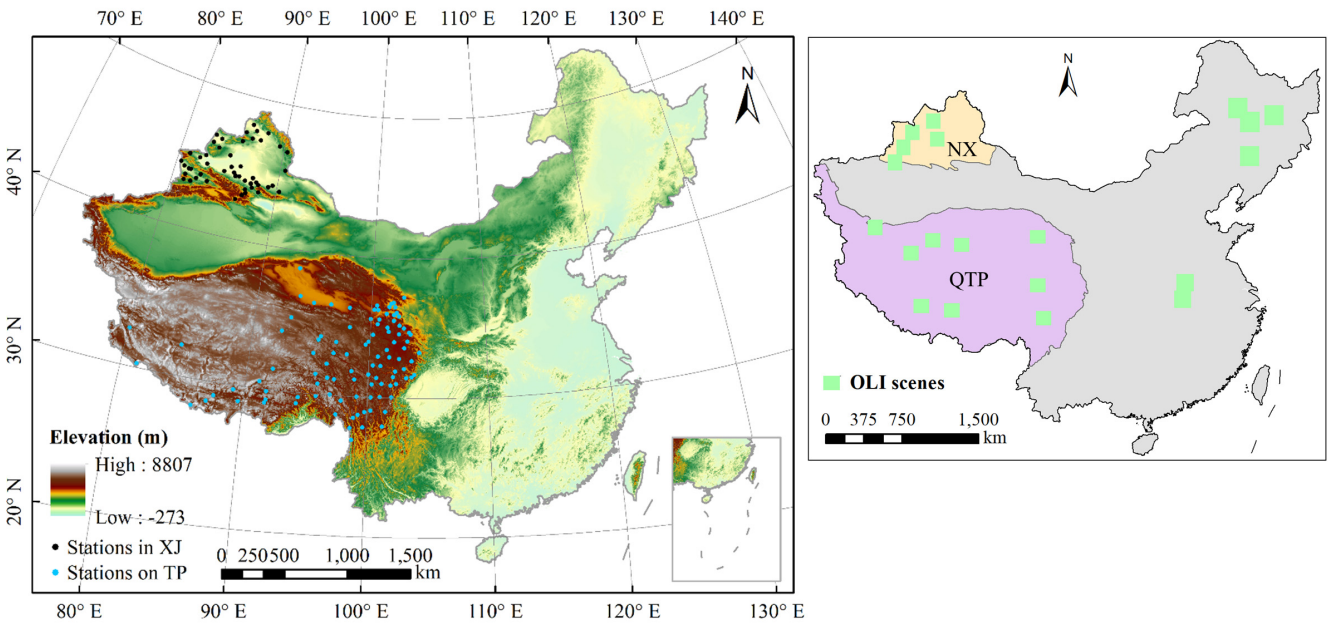 70° E 80° E 90° E 100° E 110° E 120° E 130° E 140° E
N
40° N
30° N
20° N
Elevation (m)
High : 8807
Low : -273
Stations in XJ
Stations on TP
0 250 500 1,000 1,500
km
80° E 90° E 100° E 110° E 120° E 130° E
N
NX
QTP
OLI scenes
0 375 750 1,500
km